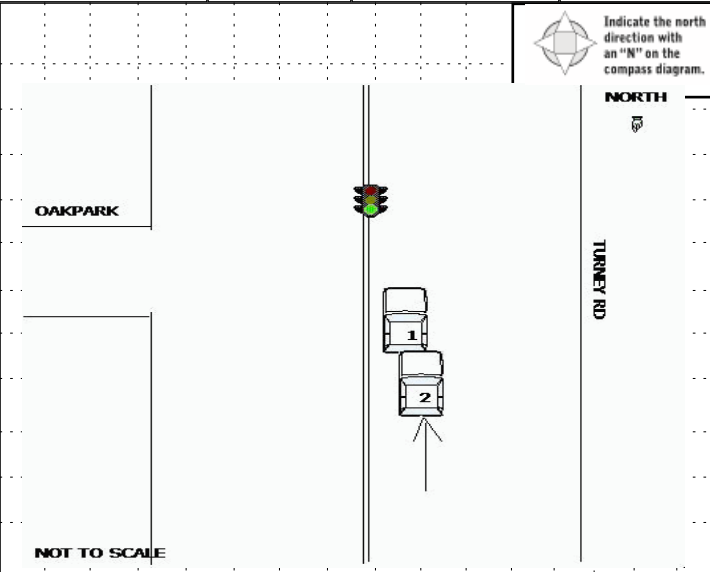 Indicate the north
direction with
an "N" on the
compass diagram.
NORTH
OAKPARK
TURNEY RD
1
2
NOT TO SCALE